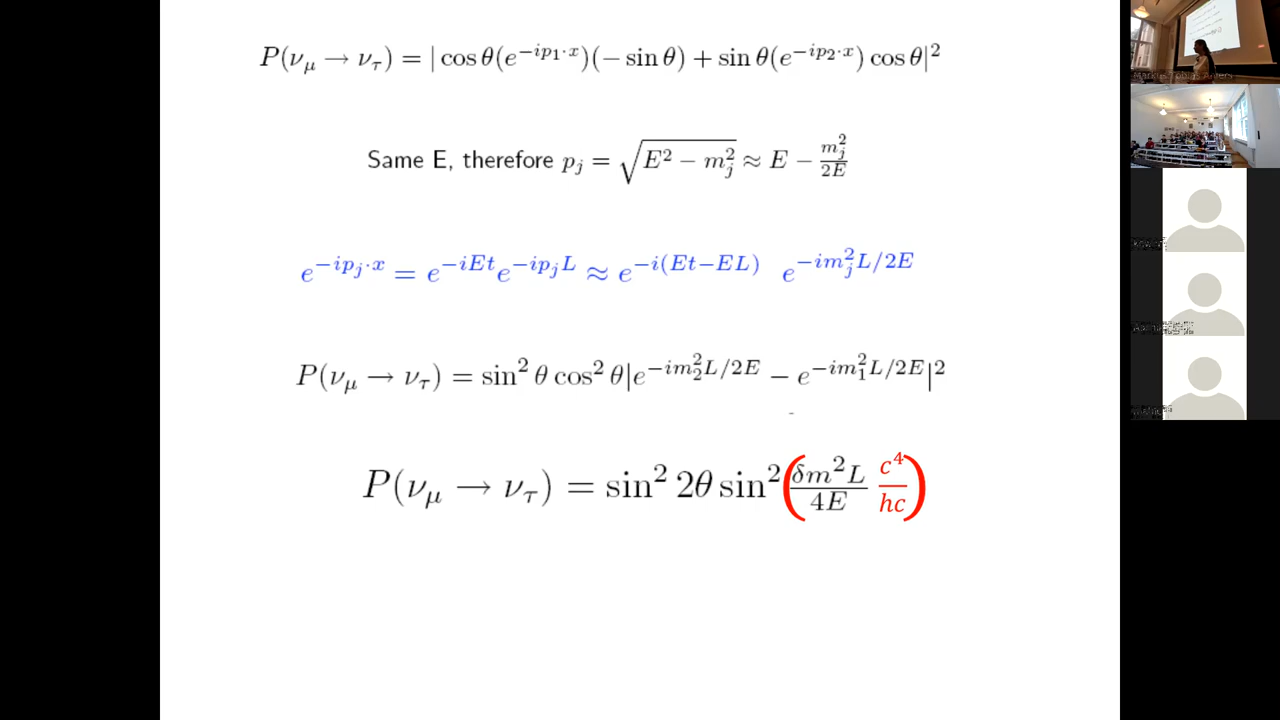 P(ν_μ → ν_τ) = |cos θ(e^{−ip_1·x})(− sin θ) + sin θ(e^{−ip_2·x}) cos θ|^2
Same E, therefore p_j = √(E^2 − m_j^2) ≈ E − m_j^2/2E
e^{−ip_j·x} = e^{−iEt}e^{−ip_jL} ≈ e^{−i(Et−EL)} e^{−im_j^2L/2E}
P(ν_μ → ν_τ) = sin^2 θ cos^2 θ|e^{−im_2^2L/2E} − e^{−im_1^2L/2E}|^2
P(ν_μ → ν_τ) = sin^2 2θ sin^2 (δm^2L/4E c^4/hc)